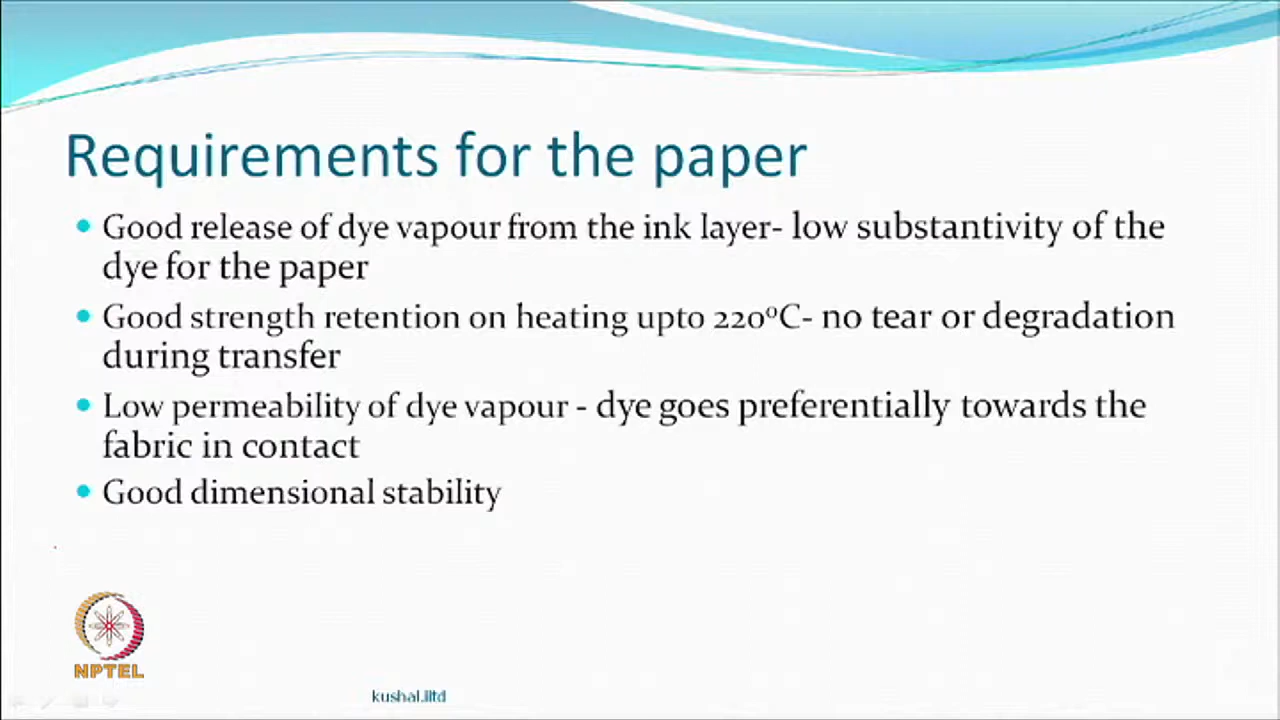 Requirements for the paper
Good release of dye vapour from the ink layer- low substantivity of the
dye for the paper
Good strength retention on heating upto 220⁰C- no tear or degradation
during transfer
Low permeability of dye vapour - dye goes preferentially towards the
fabric in contact
Good dimensional stability
NPTEL
kushal.iitd